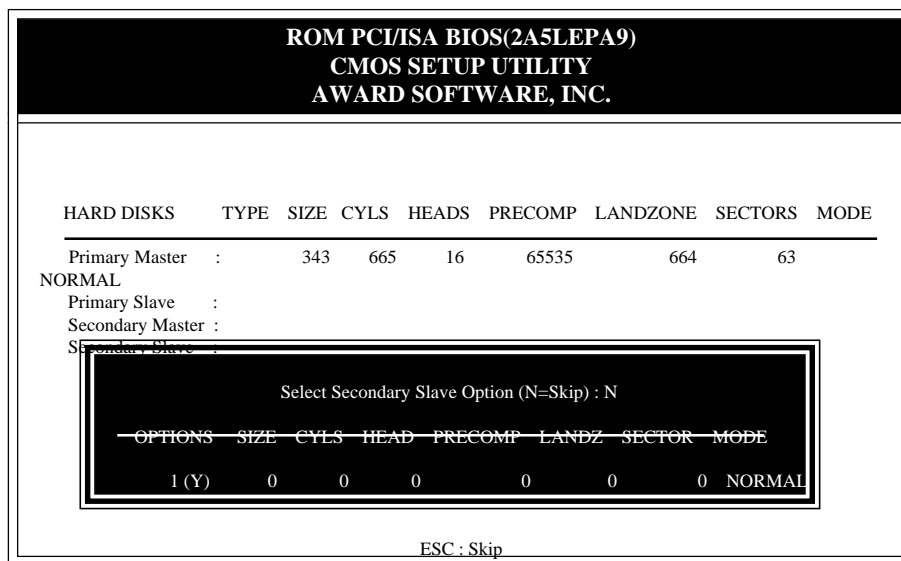 ROM PCI/ISA BIOS(2A5LEPA9)
CMOS SETUP UTILITY
AWARD SOFTWARE, INC.
HARD DISKS TYPE SIZE CYLS HEADS PRECOMP LANDZONE SECTORS MODE
Primary Master : 343 665 16 65535 664 63
NORMAL
Primary Slave :
Secondary Master :
Secondary Slave :
Select Secondary Slave Option (N=Skip) : N
OPTIONS SIZE CYLS HEAD PRECOMP LANDZ SECTOR MODE
1 (Y) 0 0 0 0 0 0 NORMAL
ESC : Skip